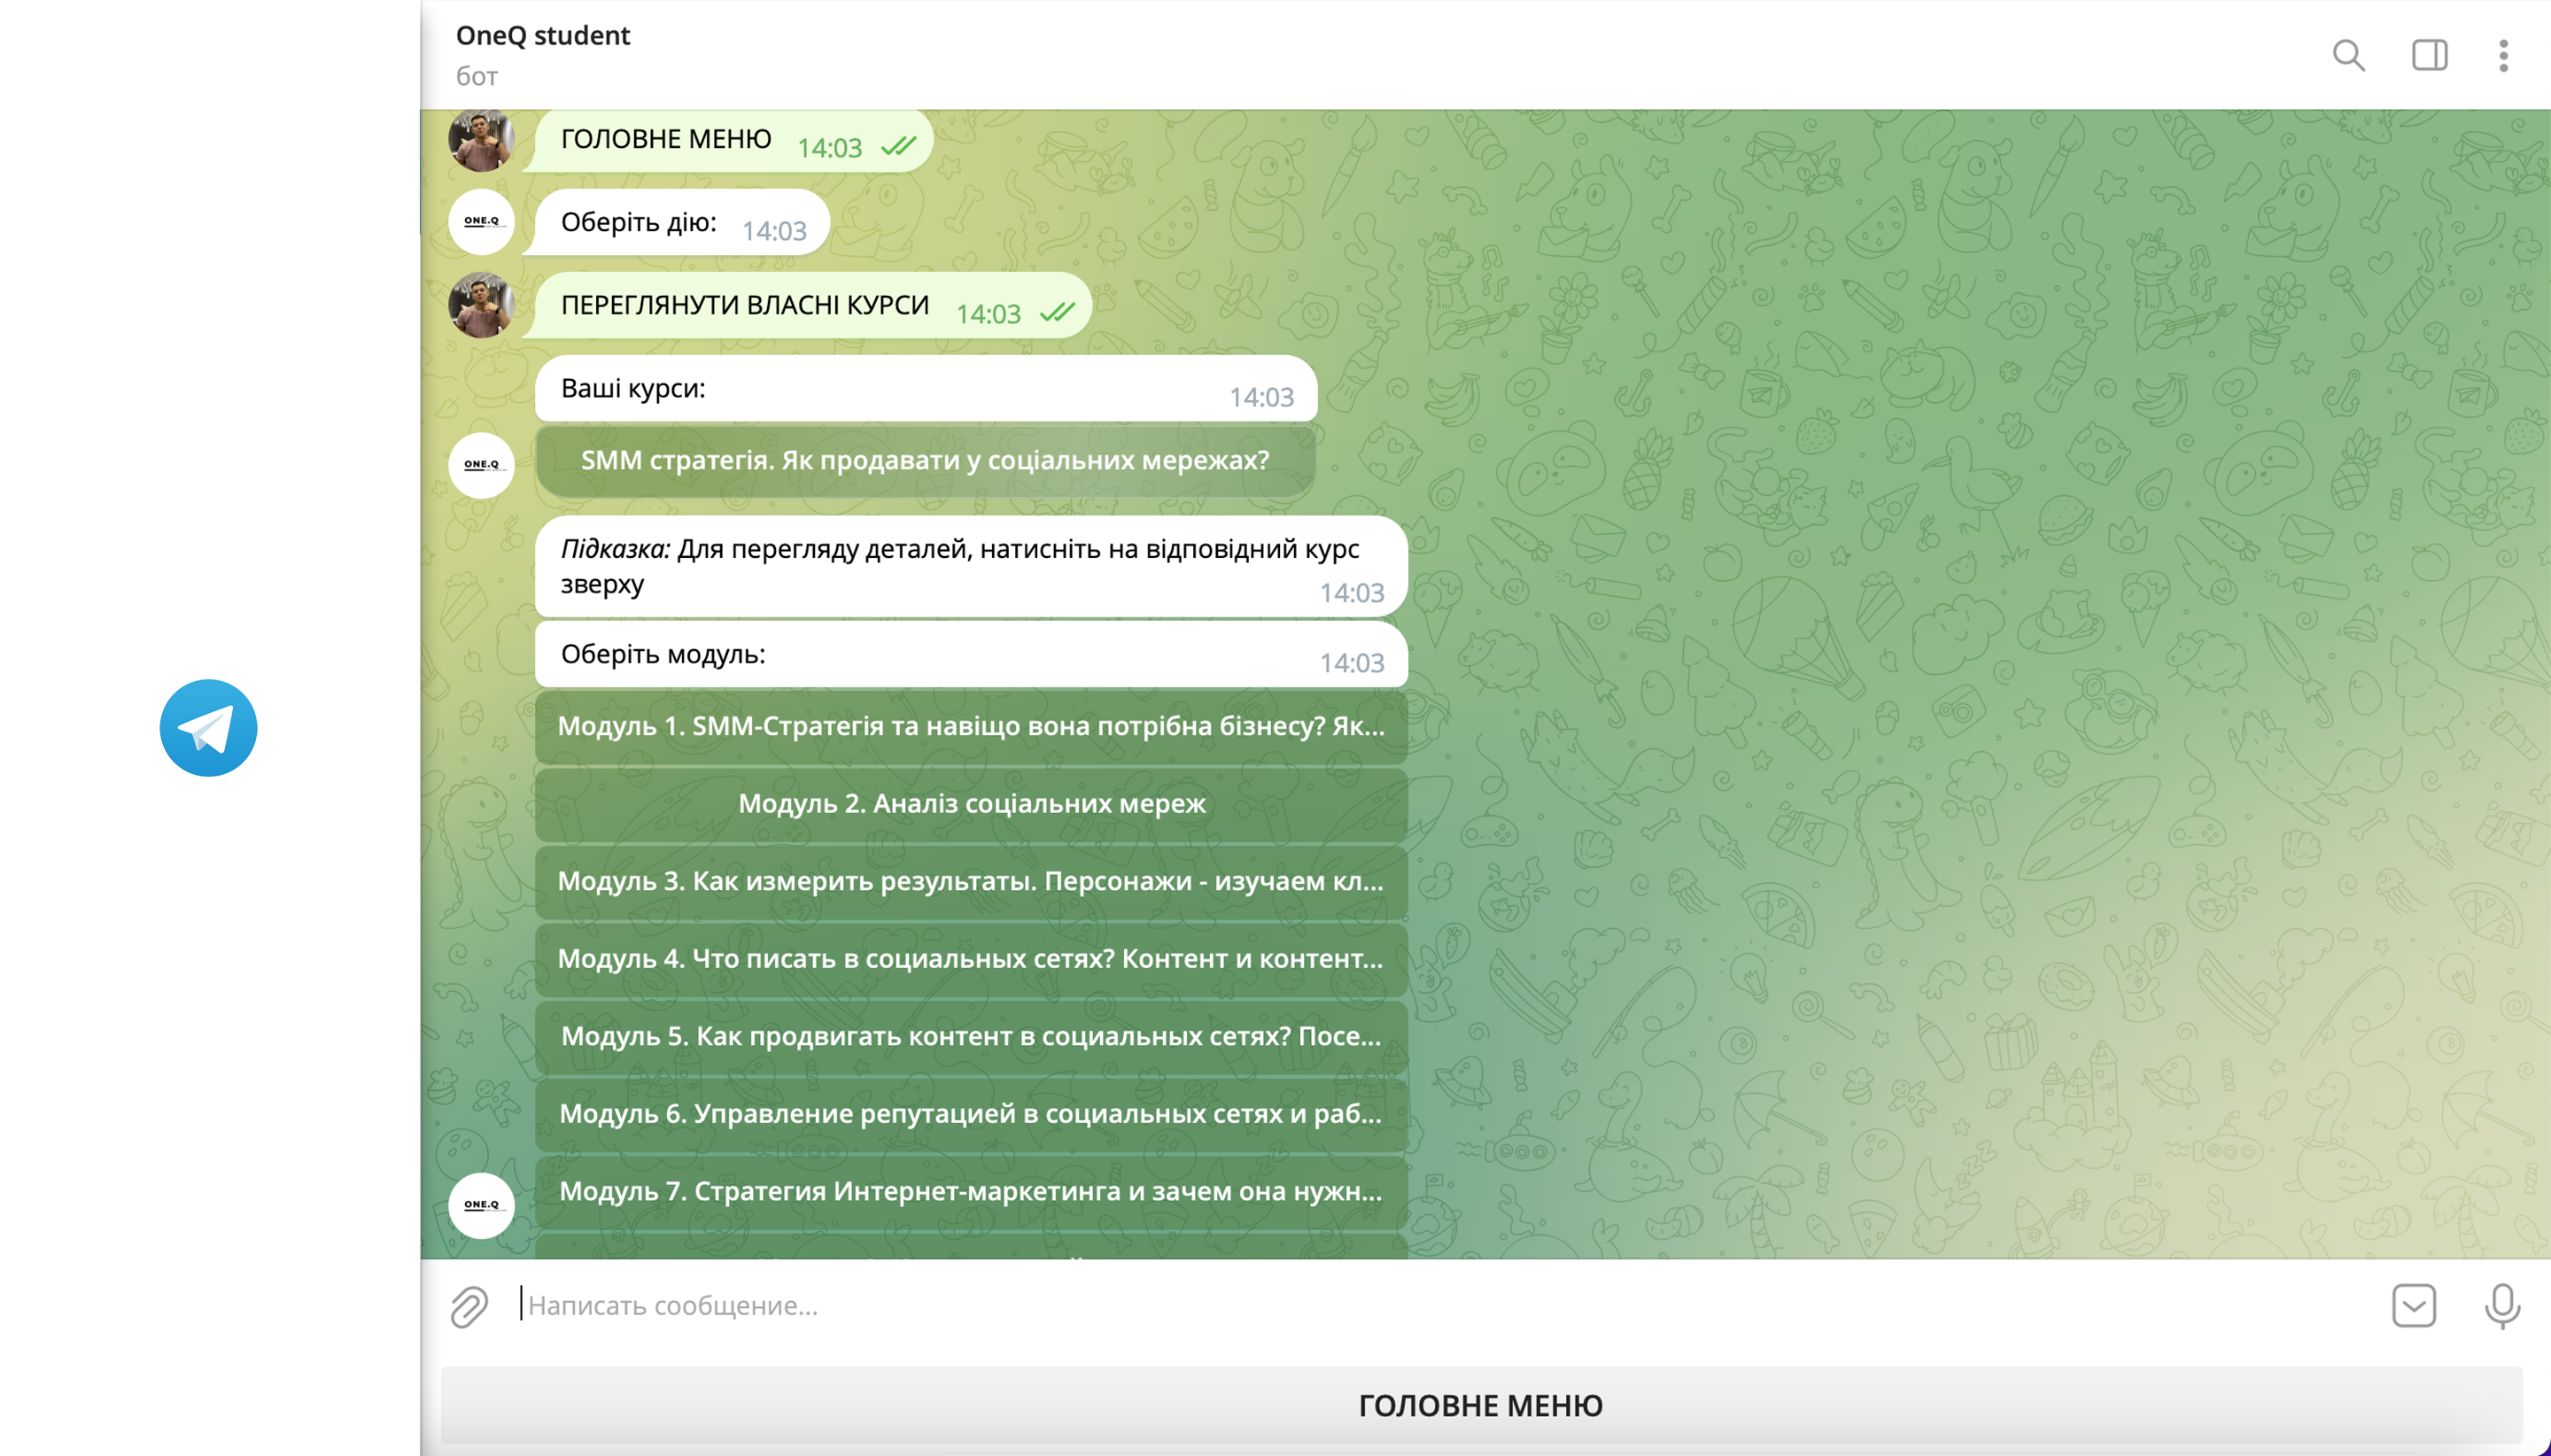 OneQ student
бот
ГОЛОВНЕ МЕНЮ 14:03
ONE.Q
Оберіть дію: 14:03
ПЕРЕГЛЯНУТИ ВЛАСНІ КУРСИ 14:03
Ваші курси: 14:03
ONE.Q
SMM стратегія. Як продавати у соціальних мережах?
Підказка: Для перегляду деталей, натисніть на відповідний курс
зверху 14:03
Оберіть модуль: 14:03
Модуль 1. SMM-Стратегія та навіщо вона потрібна бізнесу? Як...
Модуль 2. Аналіз соціальних мереж
Модуль 3. Как измерить результаты. Персонажи - изучаем кл...
Модуль 4. Что писать в социальных сетях? Контент и контент...
Модуль 5. Как продвигать контент в социальных сетях? Посе...
Модуль 6. Управление репутацией в социальных сетях и раб...
Модуль 7. Стратегия Интернет-маркетинга и зачем она нужн...
ONE.Q
Написать сообщение...
ГОЛОВНЕ МЕНЮ